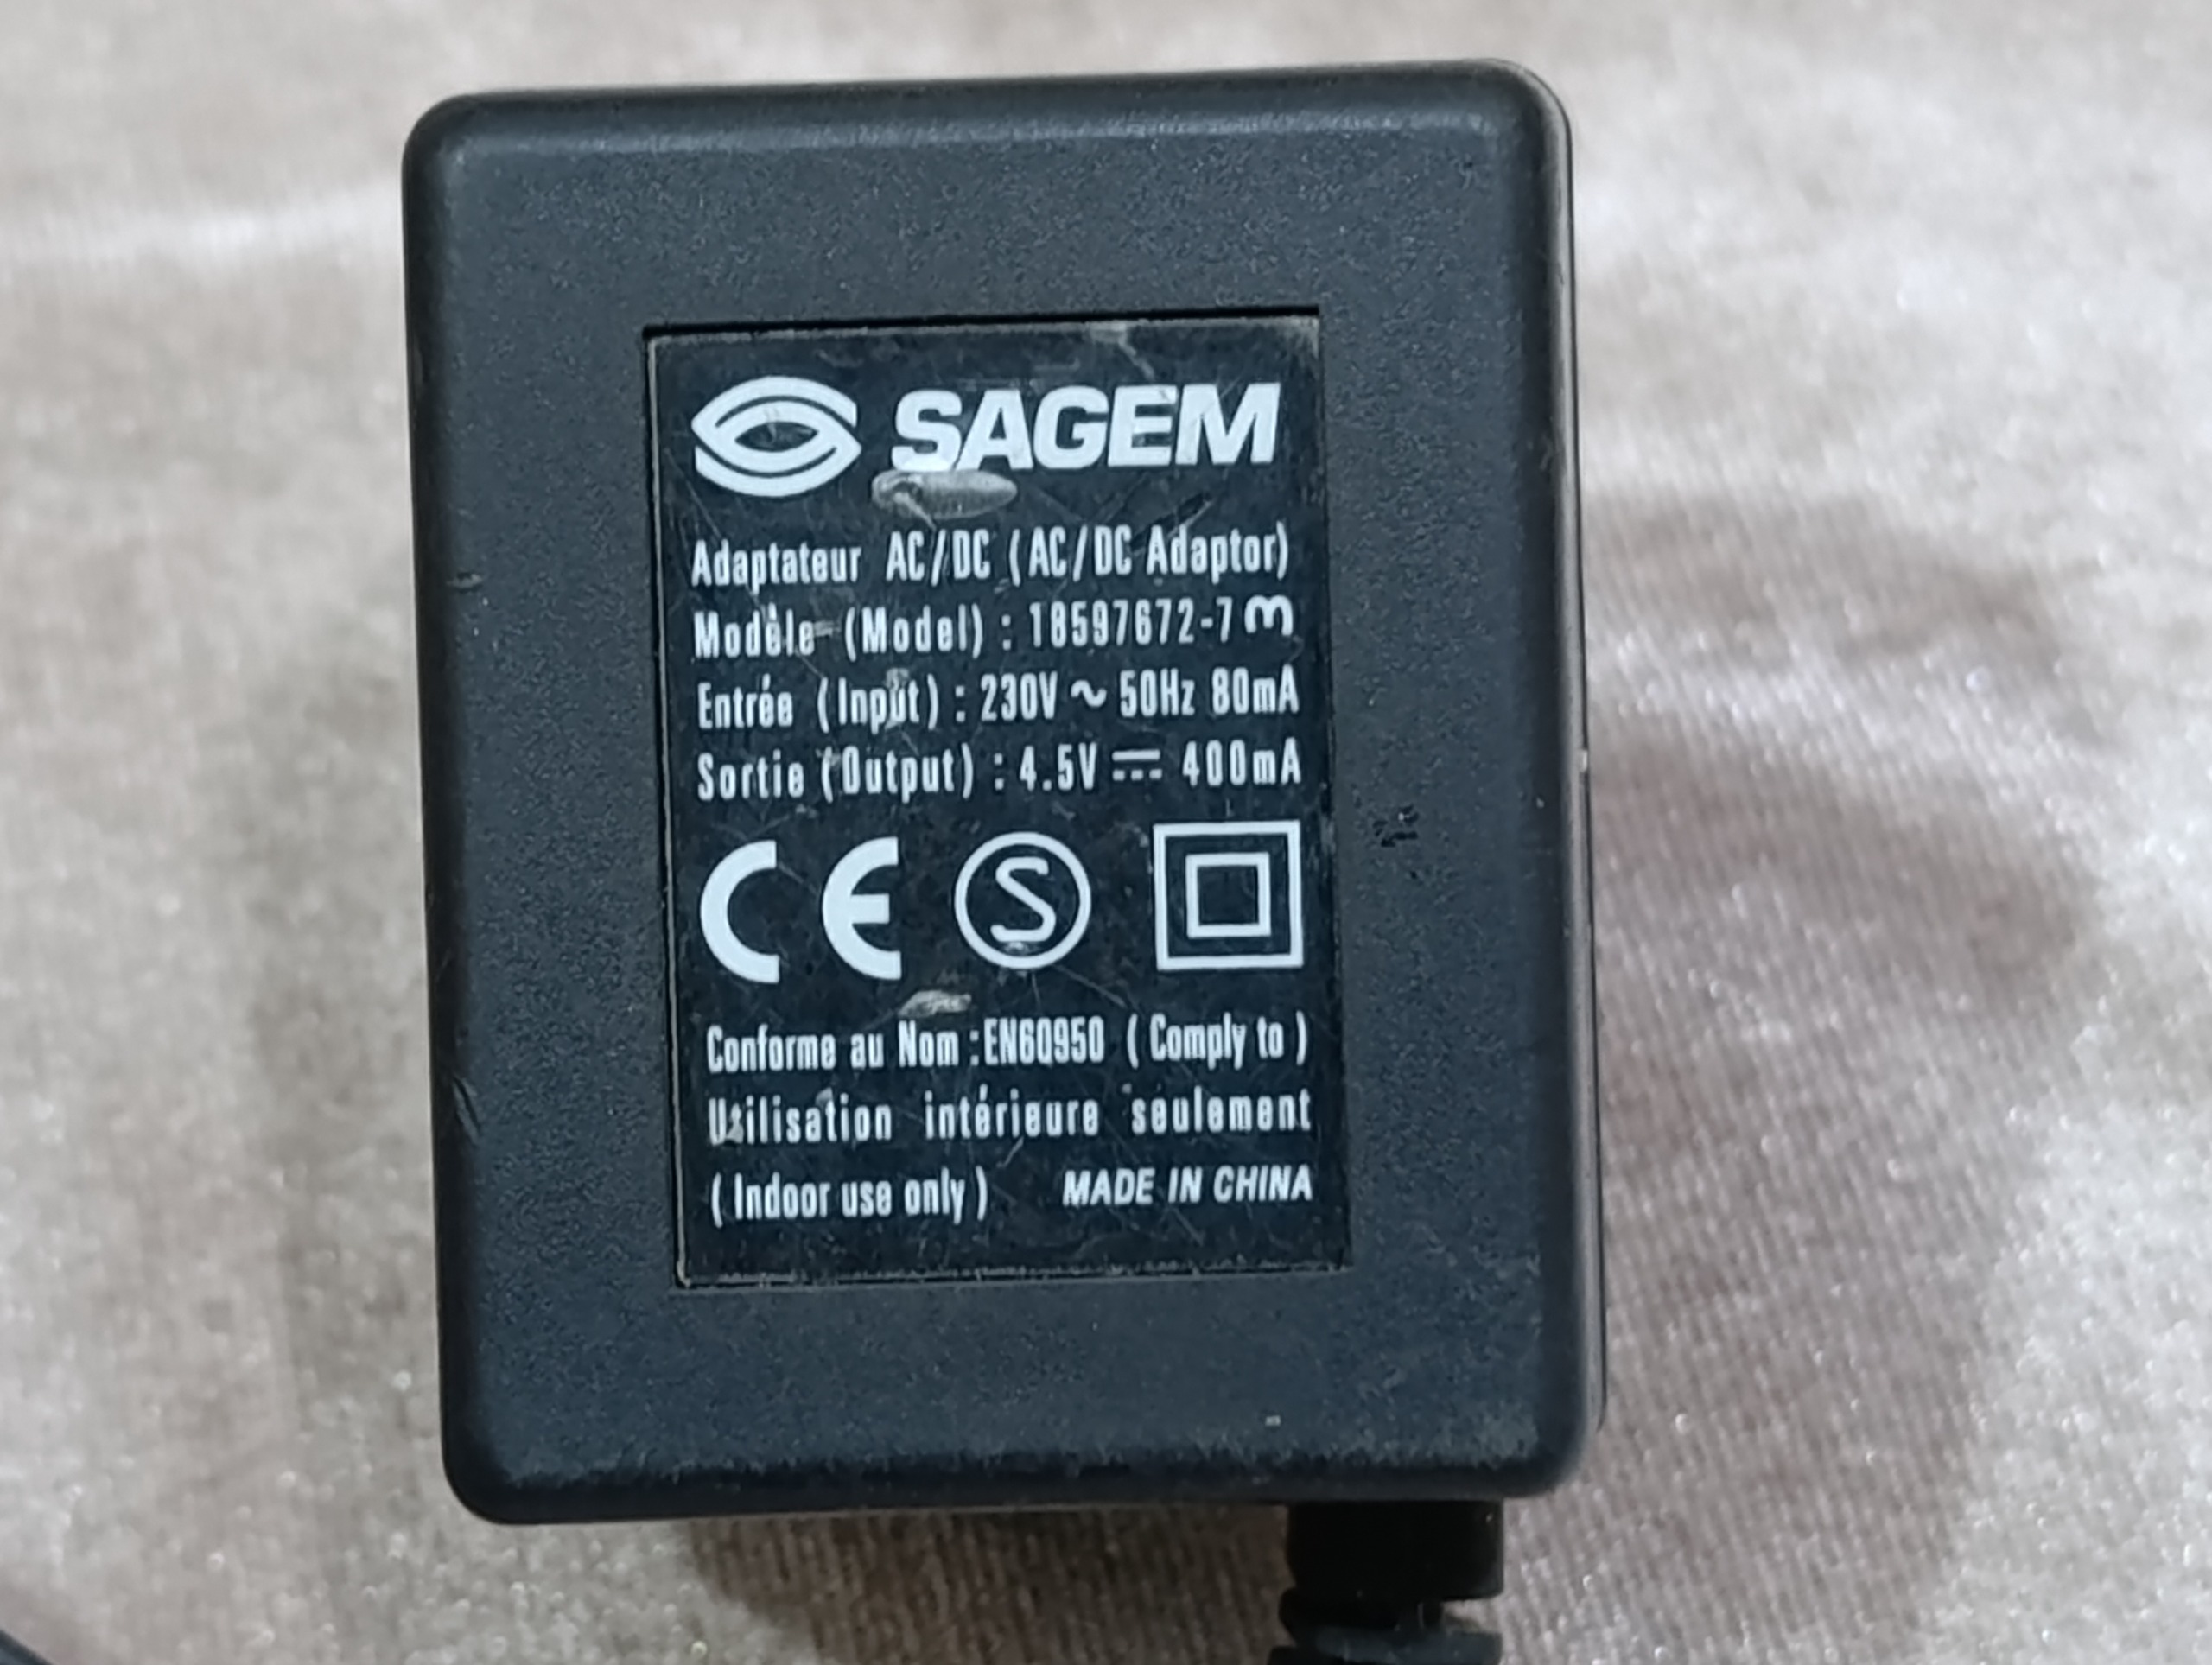 SAGEM
Adaptateur AC/DC (AC/DC Adaptor)
Modèle (Model) : 18597672-7 3
Entrée (Input) : 230V ~ 50Hz 80mA
Sortie (Output) : 4.5V ⎓ 400mA
CE S
Conforme au Nom :EN60950 ( Comply to )
Utilisation intérieure seulement
( Indoor use only ) MADE IN CHINA